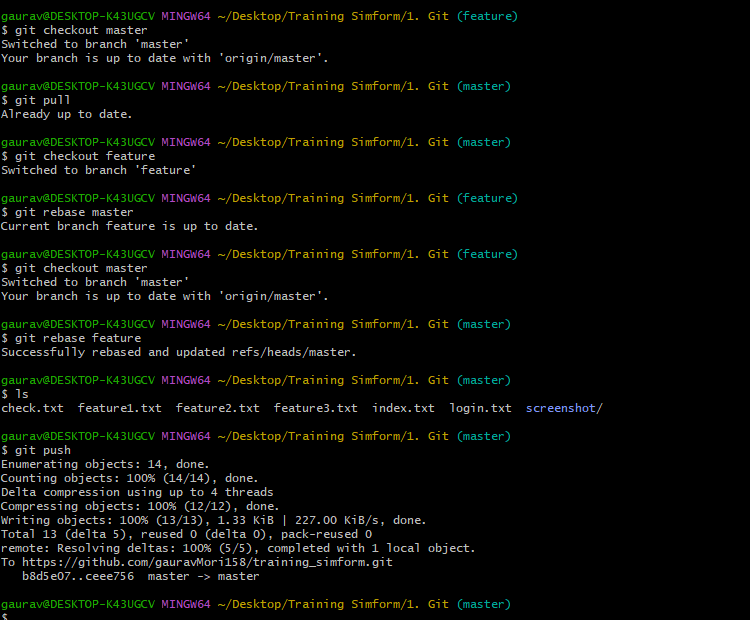 gaurav@DESKTOP-K43UGCV MINGW64 ~/Desktop/Training Simform/1. Git (feature)
$ git checkout master
Switched to branch 'master'
Your branch is up to date with 'origin/master'.
gaurav@DESKTOP-K43UGCV MINGW64 ~/Desktop/Training Simform/1. Git (master)
$ git pull
Already up to date.
gaurav@DESKTOP-K43UGCV MINGW64 ~/Desktop/Training Simform/1. Git (master)
$ git checkout feature
Switched to branch 'feature'
gaurav@DESKTOP-K43UGCV MINGW64 ~/Desktop/Training Simform/1. Git (feature)
$ git rebase master
Current branch feature is up to date.
gaurav@DESKTOP-K43UGCV MINGW64 ~/Desktop/Training Simform/1. Git (feature)
$ git checkout master
Switched to branch 'master'
Your branch is up to date with 'origin/master'.
gaurav@DESKTOP-K43UGCV MINGW64 ~/Desktop/Training Simform/1. Git (master)
$ git rebase feature
Successfully rebased and updated refs/heads/master.
gaurav@DESKTOP-K43UGCV MINGW64 ~/Desktop/Training Simform/1. Git (master)
$ ls
check.txt  feature1.txt  feature2.txt  feature3.txt  index.txt  login.txt  screenshot/
gaurav@DESKTOP-K43UGCV MINGW64 ~/Desktop/Training Simform/1. Git (master)
$ git push
Enumerating objects: 14, done.
Counting objects: 100% (14/14), done.
Delta compression using up to 4 threads
Compressing objects: 100% (12/12), done.
Writing objects: 100% (13/13), 1.33 KiB | 227.00 KiB/s, done.
Total 13 (delta 5), reused 0 (delta 0), pack-reused 0
remote: Resolving deltas: 100% (5/5), completed with 1 local object.
To https://github.com/gauravMori158/training_simform.git
   b8d5e07..ceee756  master -> master
gaurav@DESKTOP-K43UGCV MINGW64 ~/Desktop/Training Simform/1. Git (master)
$